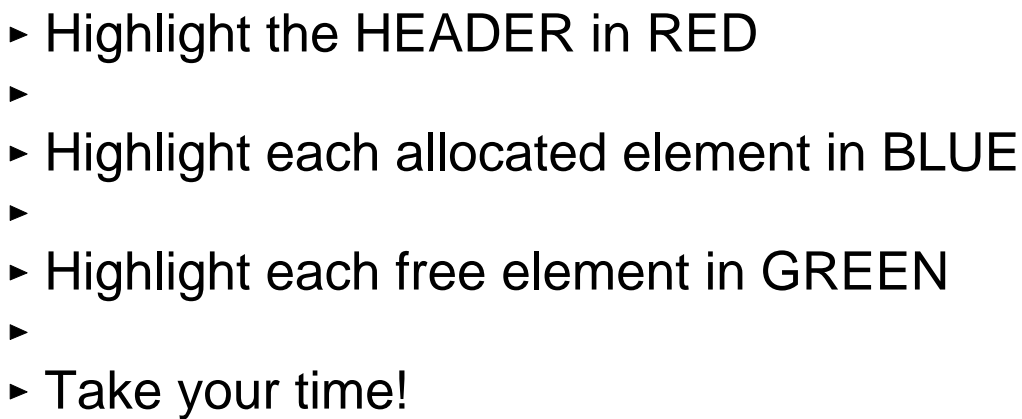 ► Highlight the HEADER in RED
►
► Highlight each allocated element in BLUE
►
► Highlight each free element in GREEN
►
► Take your time!